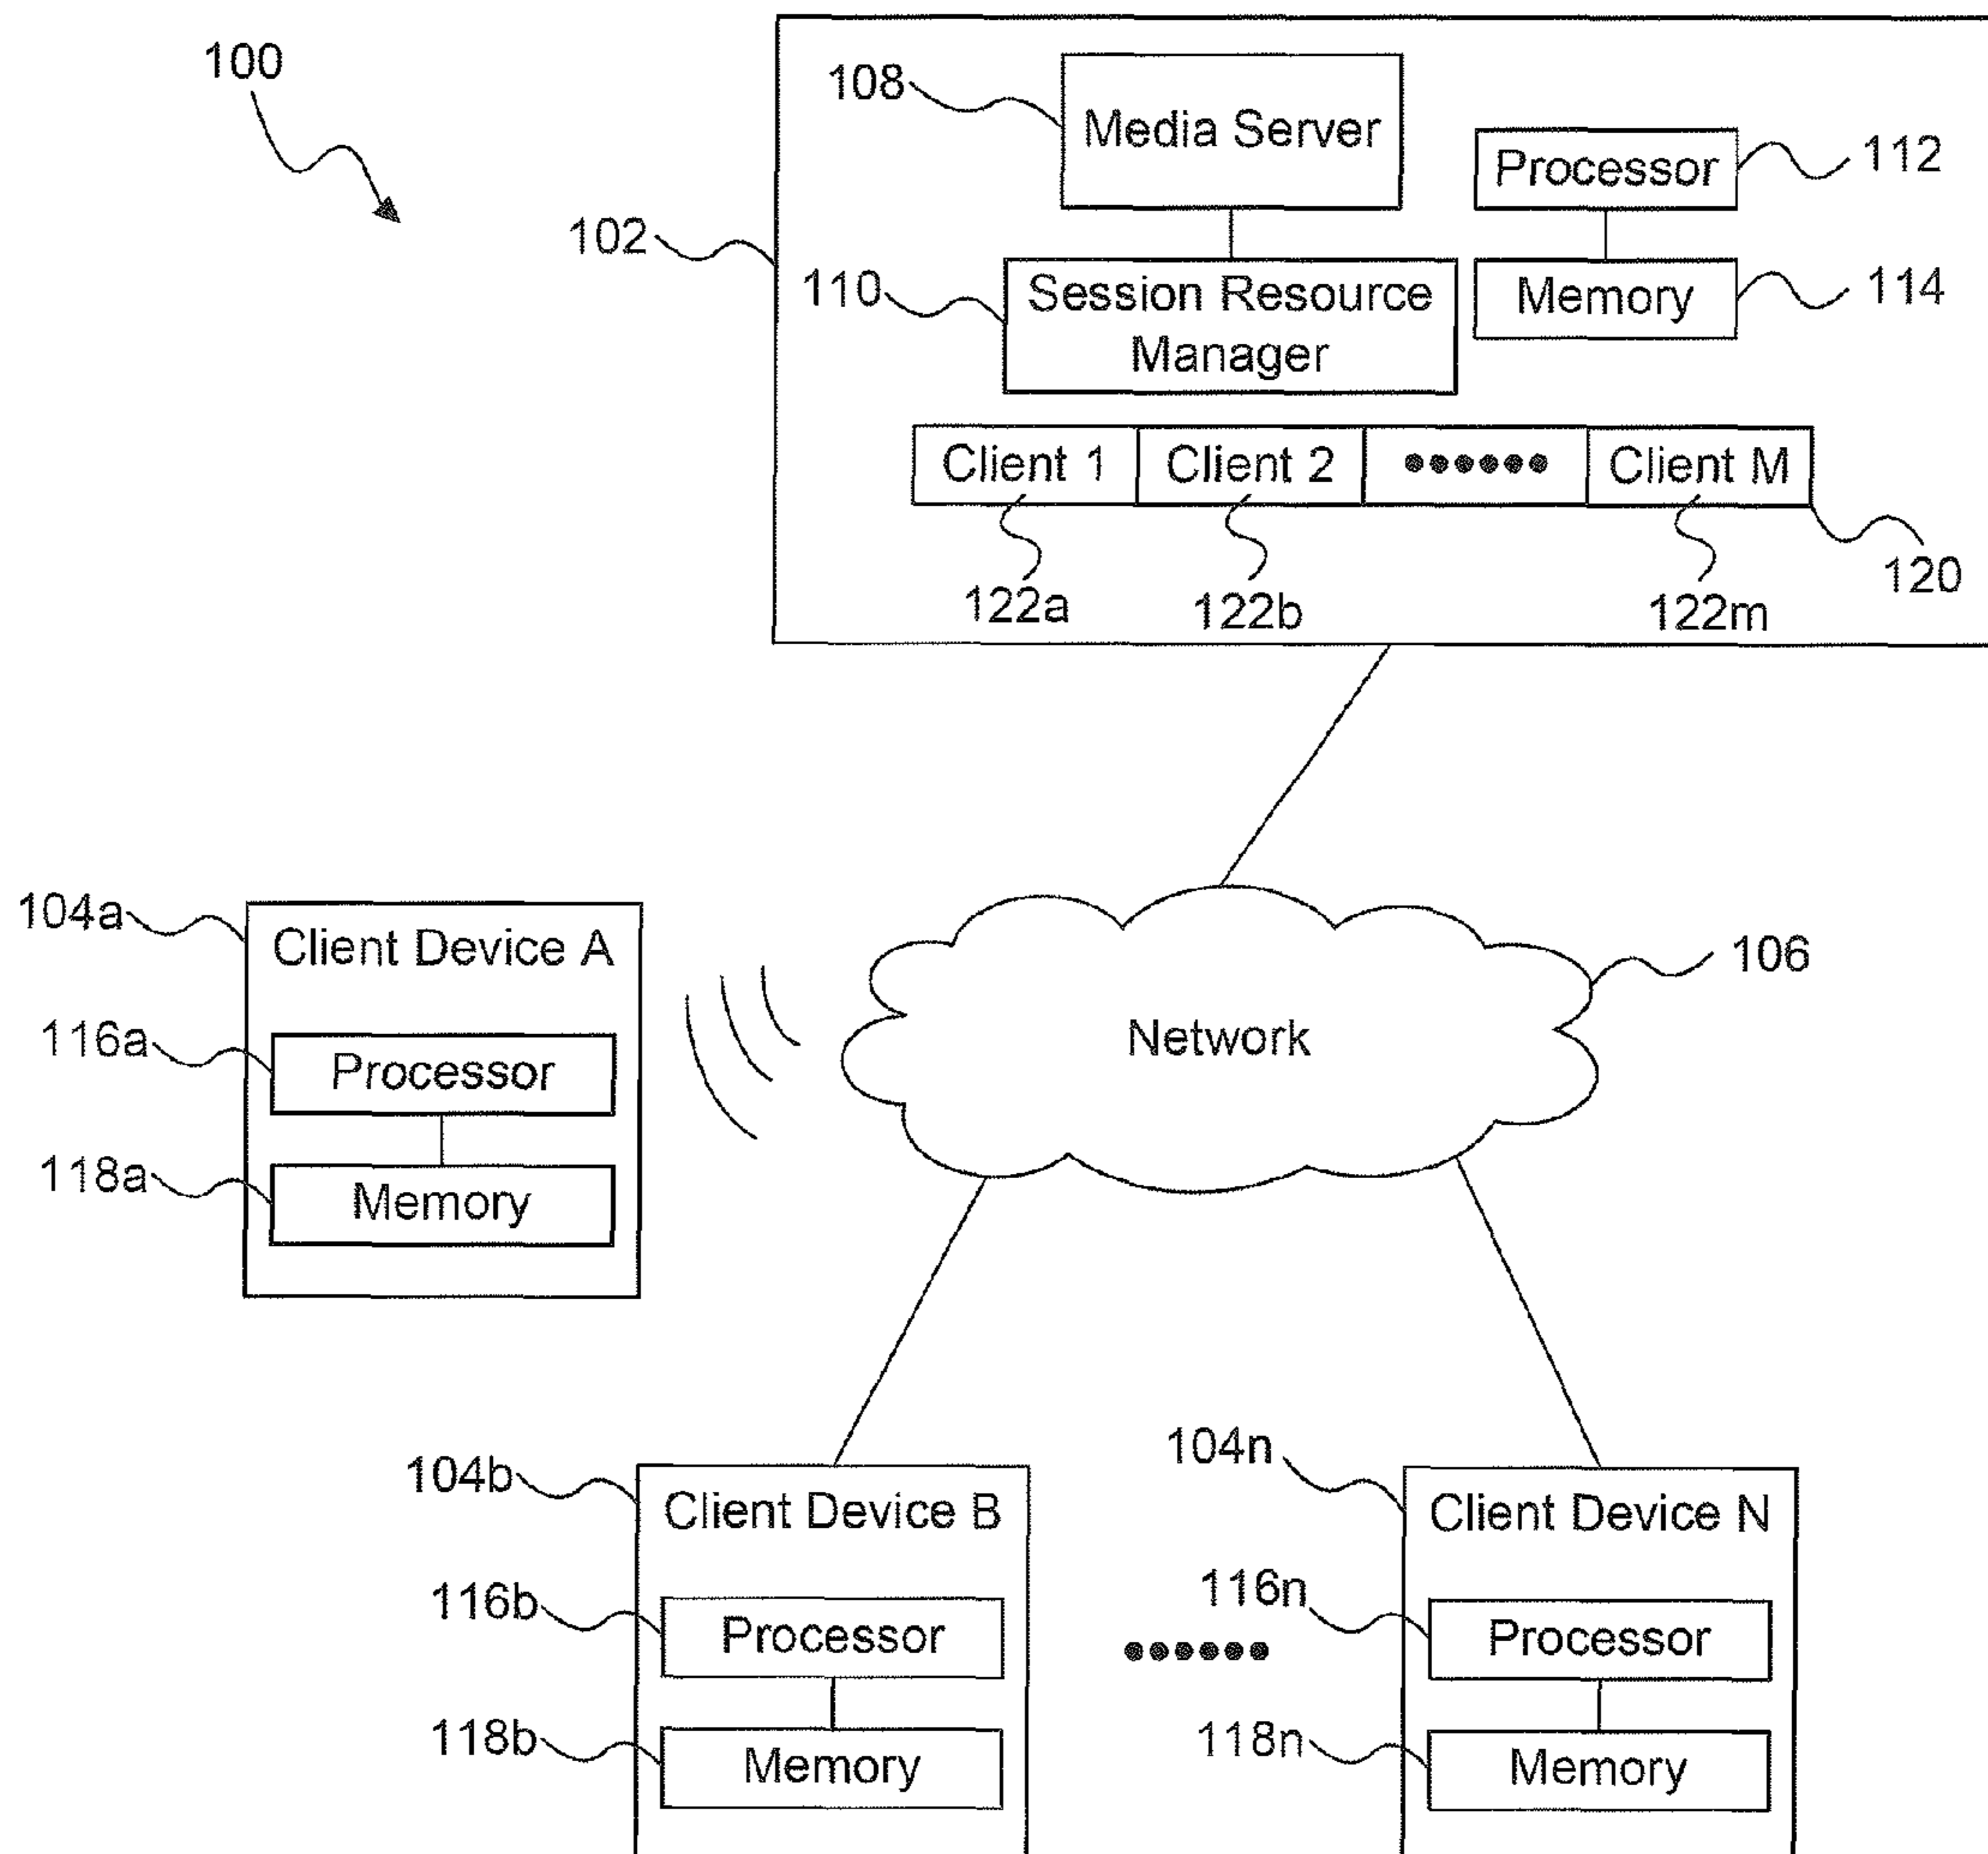 100
108
Media Server
Processor
112
102
110
Session Resource
Manager
Memory
114
Client 1
Client 2
Client M
122a
122b
122m
120
104a
Client Device A
106
Network
116a
Processor
118a
Memory
104b
Client Device B
104n
Client Device N
116b
Processor
116n
Processor
118b
Memory
118n
Memory